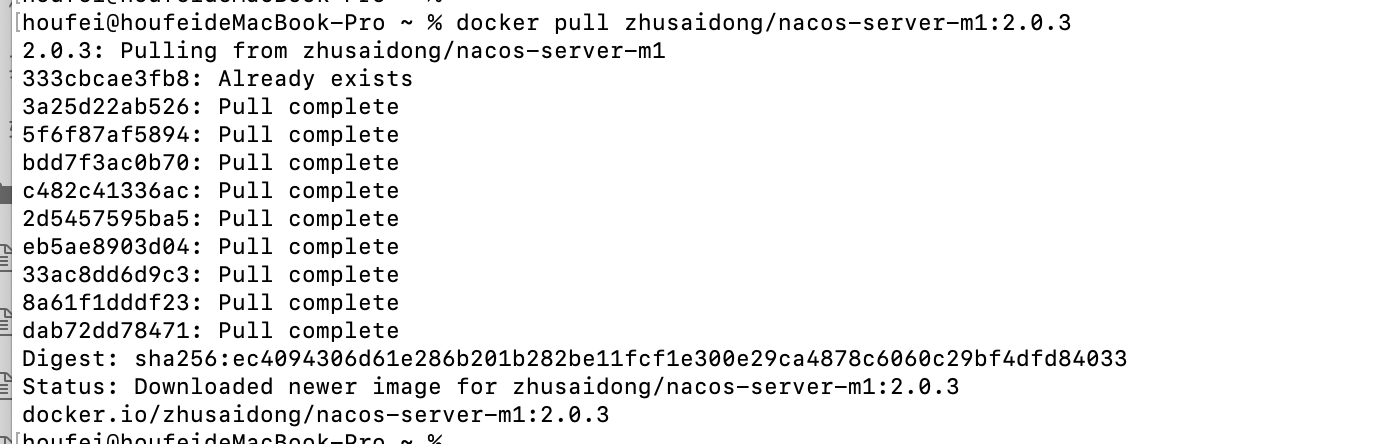 [houfei@houfeideMacBook-Pro ~ % docker pull zhusaidong/nacos-server-m1:2.0.3
2.0.3: Pulling from zhusaidong/nacos-server-m1
333cbcae3fb8: Already exists
3a25d22ab526: Pull complete
5f6f87af5894: Pull complete
bdd7f3ac0b70: Pull complete
c482c41336ac: Pull complete
2d5457595ba5: Pull complete
eb5ae8903d04: Pull complete
33ac8dd6d9c3: Pull complete
8a61f1dddf23: Pull complete
dab72dd78471: Pull complete
Digest: sha256:ec4094306d61e286b201b282be11fcf1e300e29ca4878c6060c29bf4dfd84033
Status: Downloaded newer image for zhusaidong/nacos-server-m1:2.0.3
docker.io/zhusaidong/nacos-server-m1:2.0.3
[houfei@houfeideMacBook-Pro ~ %